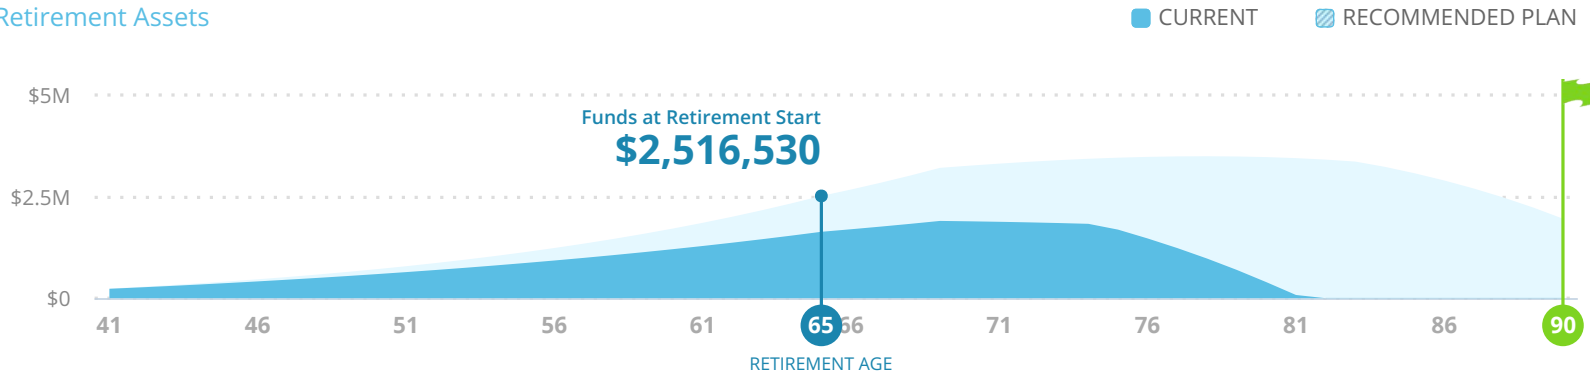 Retirement Assets
CURRENT
RECOMMENDED PLAN
$5M
Funds at Retirement Start
$2,516,530
$2.5M
$0
41 46 51 56 61 65 66 71 76 81 86 90
RETIREMENT AGE